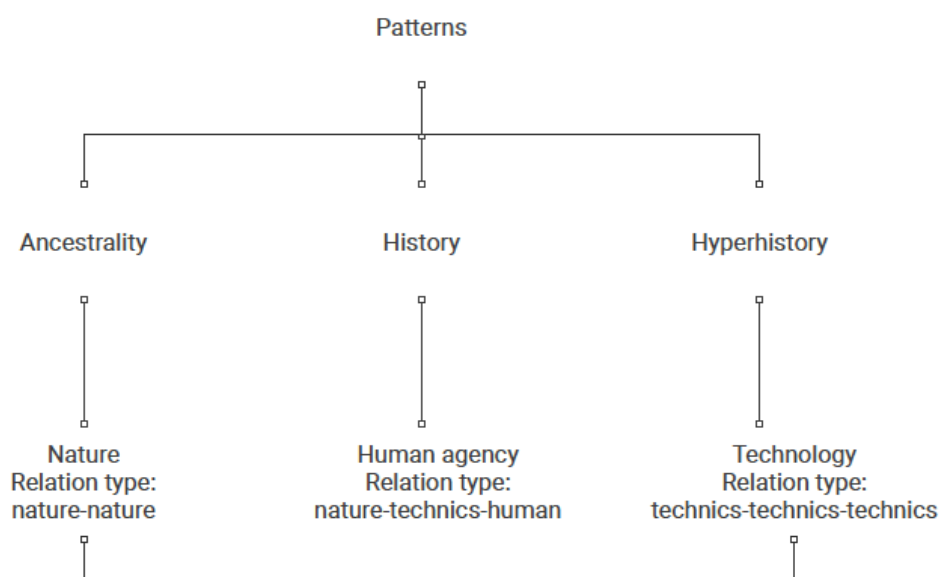 Patterns
Ancestrality
History
Hyperhistory
Nature
Relation type:
nature-nature
Human agency
Relation type:
nature-technics-human
Technology
Relation type:
technics-technics-technics